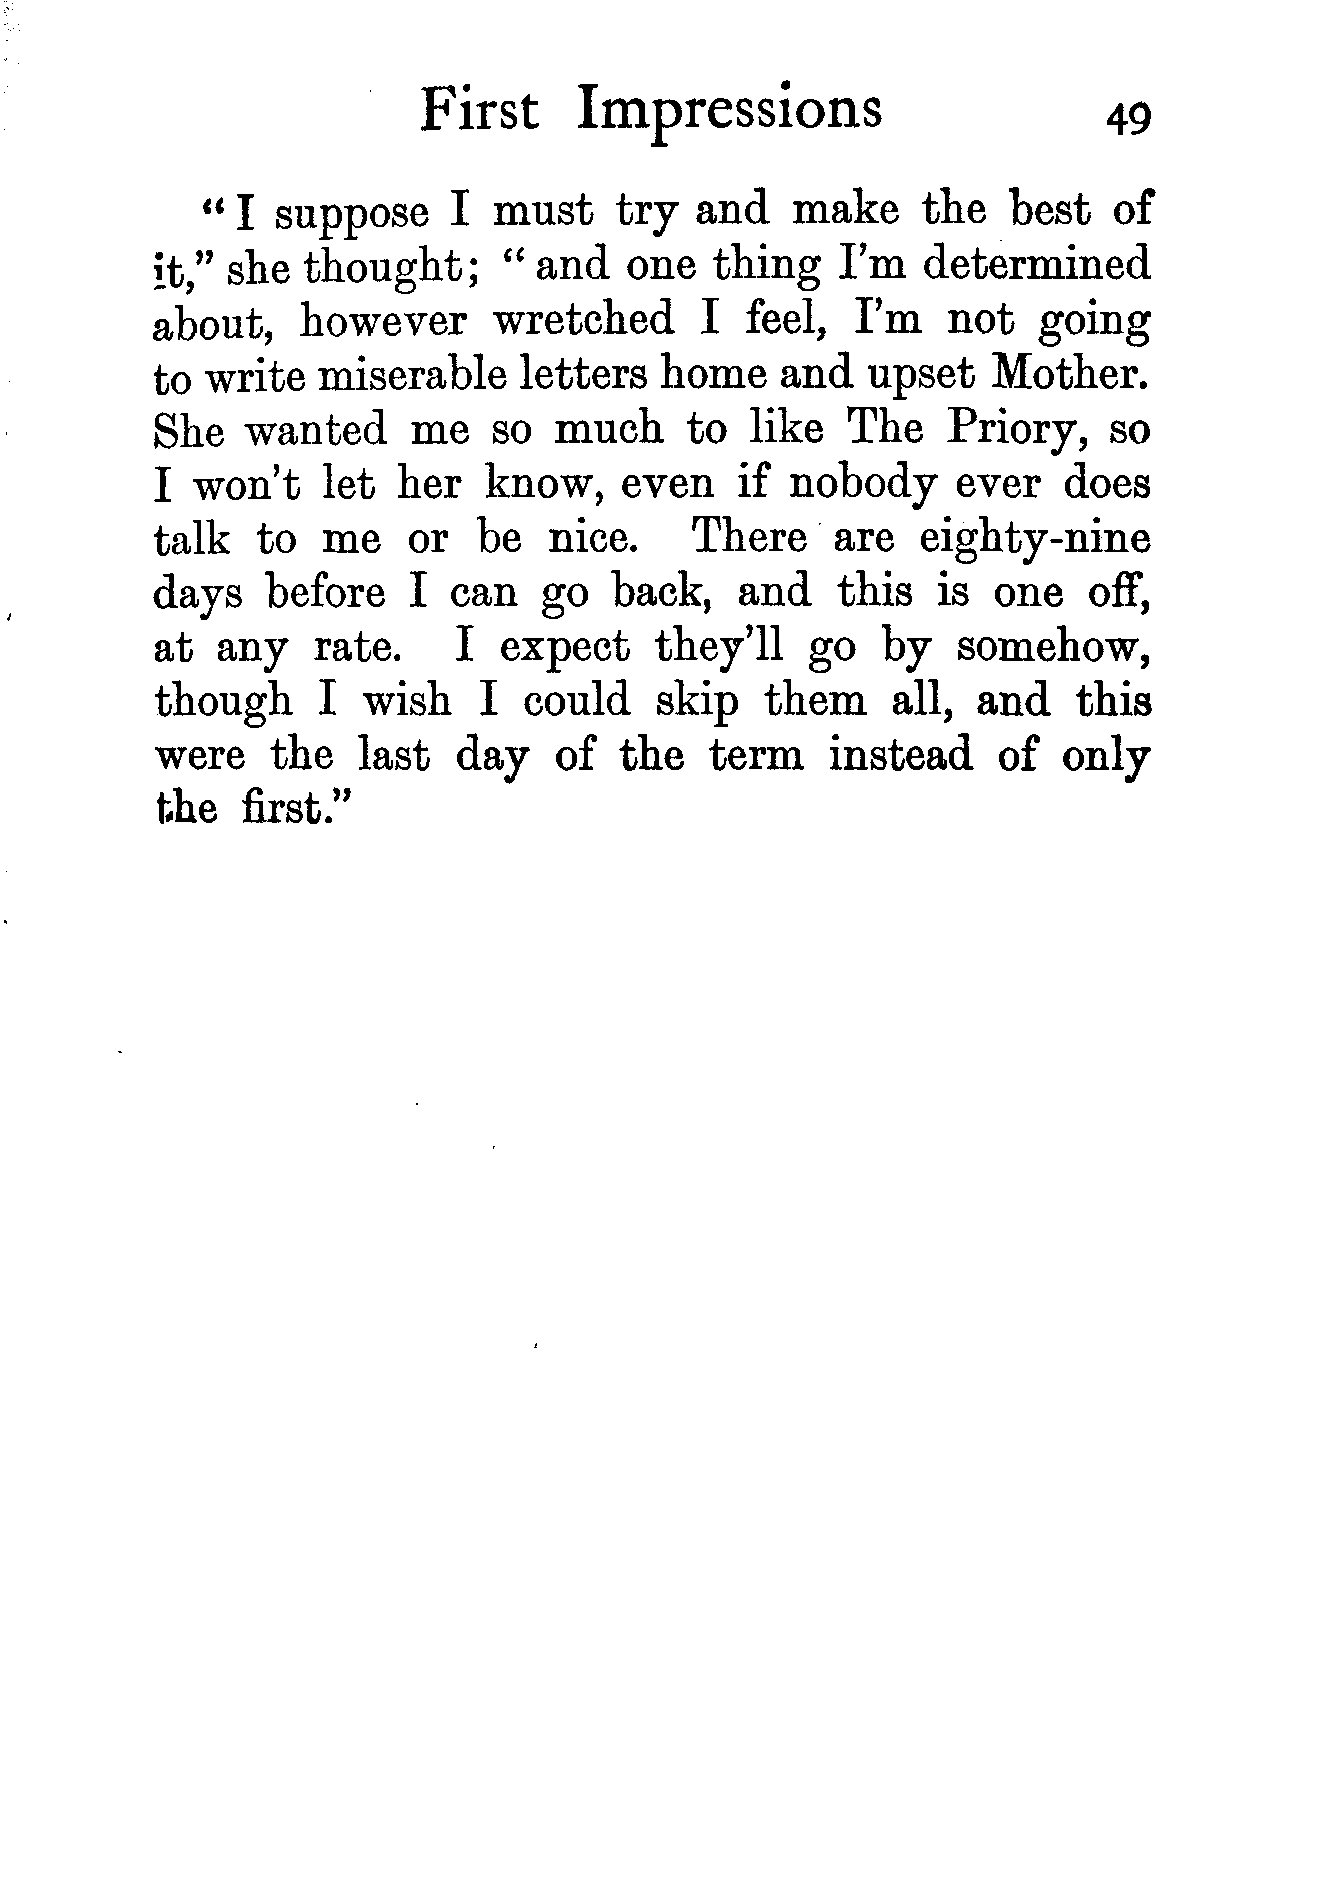 First Impressions 49
"I suppose I must try and make the best of
it," she thought; "and one thing I'm determined
about, however wretched I feel, I'm not going
to write miserable letters home and upset Mother.
She wanted me so much to like The Priory, so
I won't let her know, even if nobody ever does
talk to me or be nice. There are eighty-nine
days before I can go back, and this is one off,
at any rate. I expect they'll go by somehow,
though I wish I could skip them all, and this
were the last day of the term instead of only
the first."